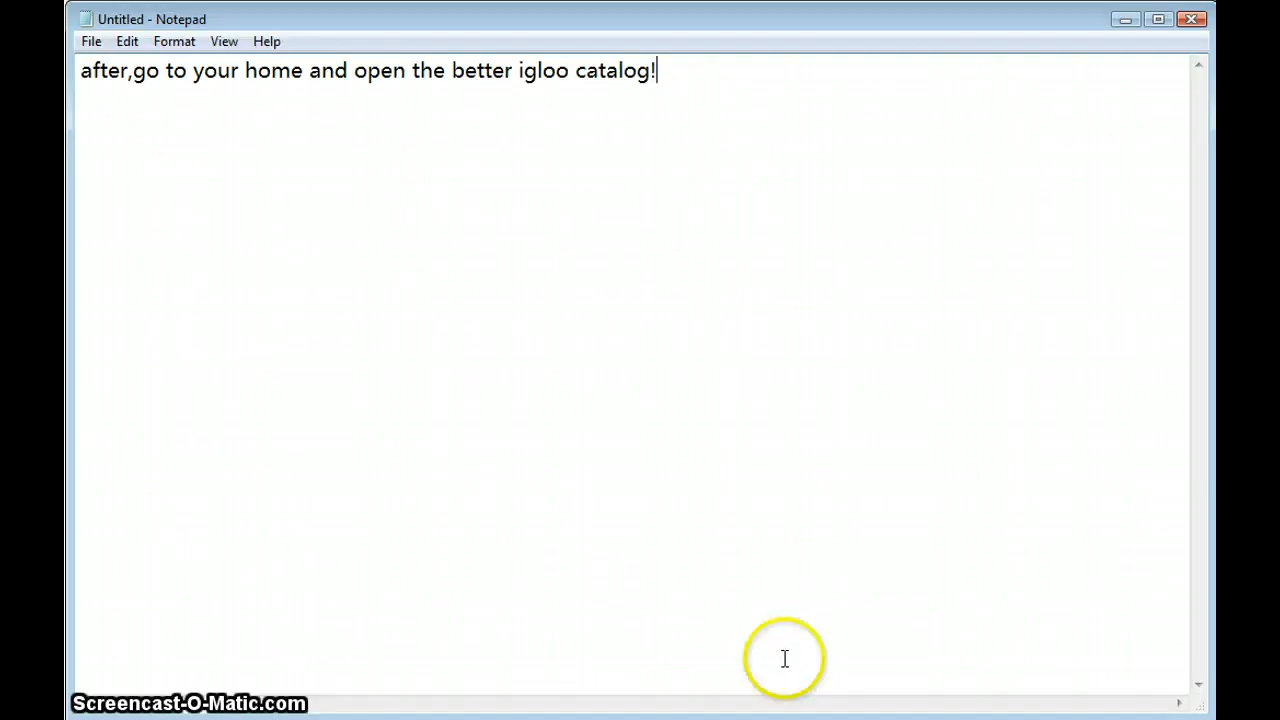 Untitled - Notepad
File Edit Format View Help
after,go to your home and open the better igloo catalog!
Screencast-O-Matic.com